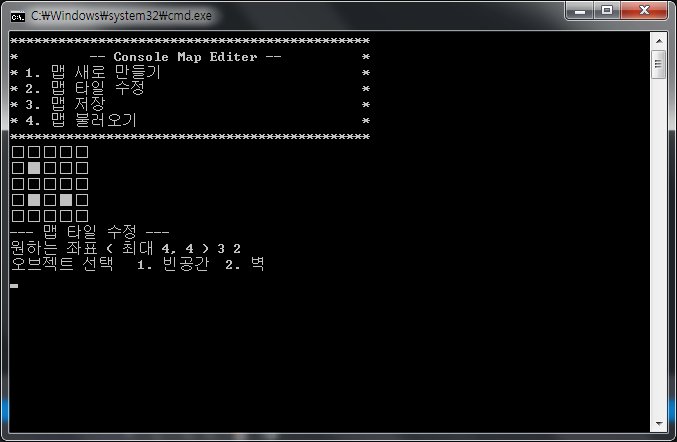 C:\Windows\system32\cmd.exe
*********************************************
* -- Console Map Editor -- *
* 1. 맵 새로 만들기 *
* 2. 맵 타일 수정 *
* 3. 맵 저장 *
* 4. 맵 불러오기 *
*********************************************
□□□□□
□■□□□
□□□□□
□■□■□
□□□□□
--- 맵 타일 수정 ---
원하는 좌표 ( 최대 4, 4 ) 3 2
오브젝트 선택 1. 빈공간 2. 벽